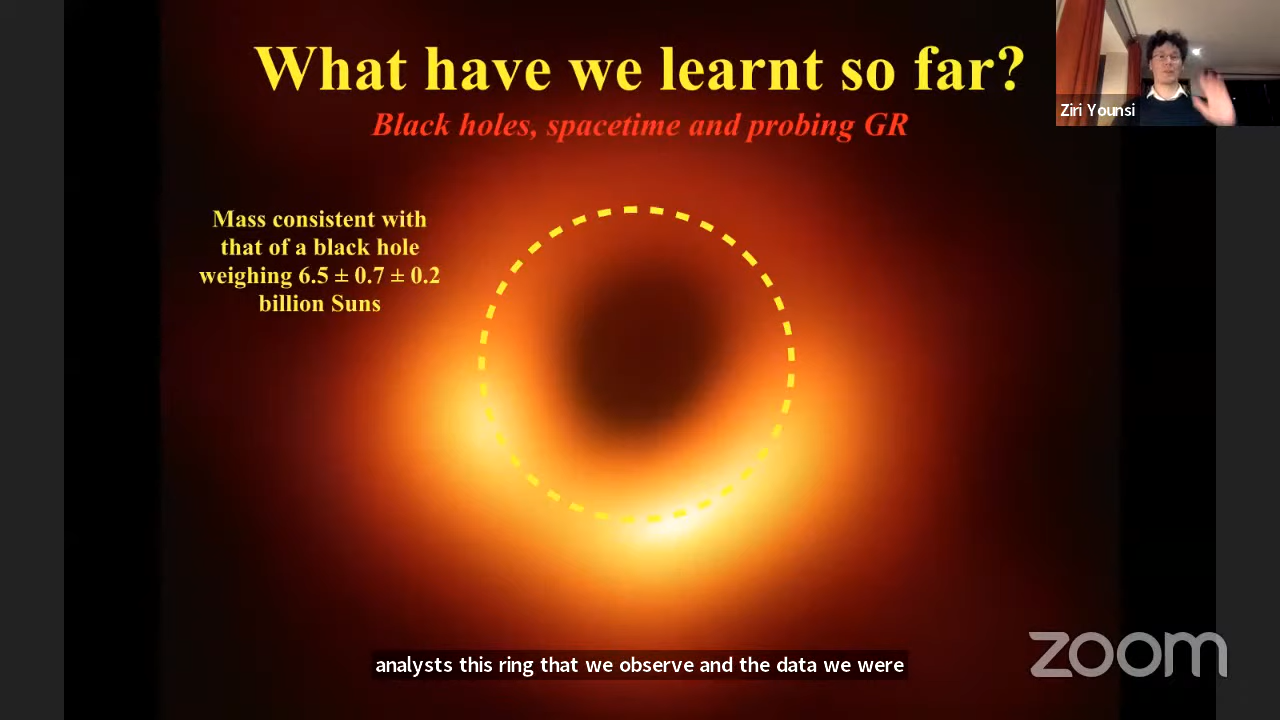 What have we learnt so far?
Black holes, spacetime and probing GR
Ziri Younsi
Mass consistent with
that of a black hole
weighing 6.5 ± 0.7 ± 0.2
billion Suns
analysts this ring that we observe and the data we were
zoom